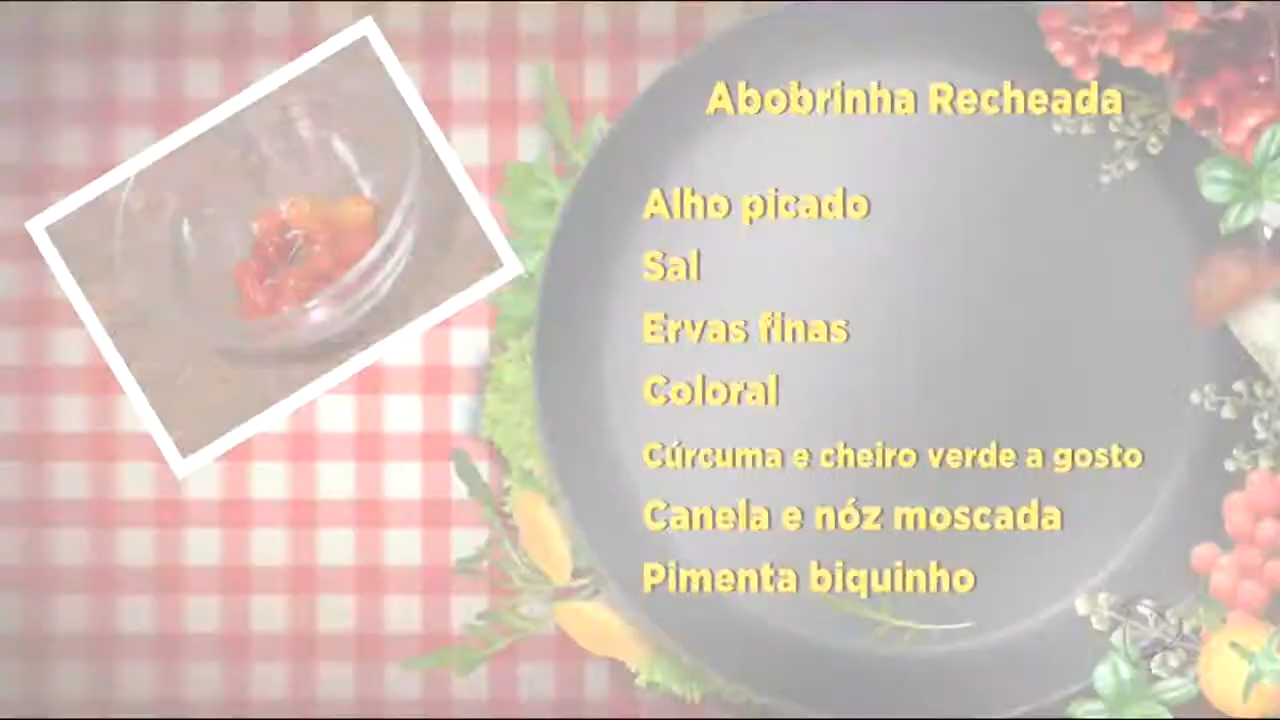 Abobrinha Recheada
Alho picado
Sal
Ervas finas
Coloral
Cúrcuma e cheiro verde a gosto
Canela e nóz moscada
Pimenta biquinho